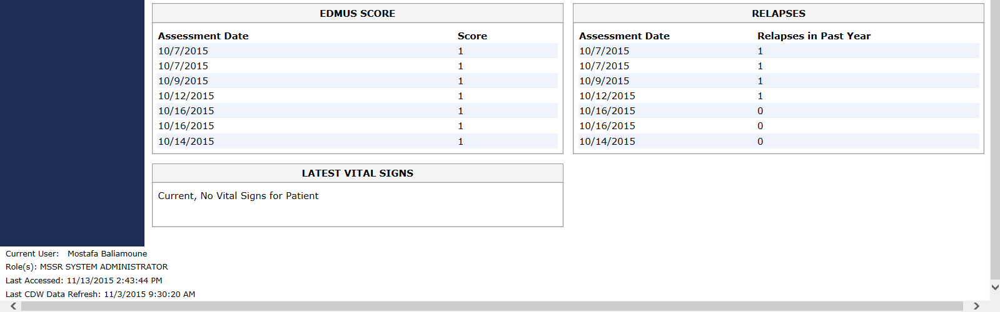 EDMUS SCORE
Assessment Date Score
10/7/2015 1
10/7/2015 1
10/9/2015 1
10/12/2015 1
10/16/2015 1
10/16/2015 1
10/14/2015 1
RELAPSES
Assessment Date Relapses in Past Year
10/7/2015 1
10/7/2015 1
10/9/2015 1
10/12/2015 1
10/16/2015 0
10/16/2015 0
10/14/2015 0
LATEST VITAL SIGNS
Current, No Vital Signs for Patient
Current User: Mostafa Baliamoune
Role(s): MSSR SYSTEM ADMINISTRATOR
Last Accessed: 11/13/2015 2:43:44 PM
Last CDW Data Refresh: 11/3/2015 9:30:20 AM